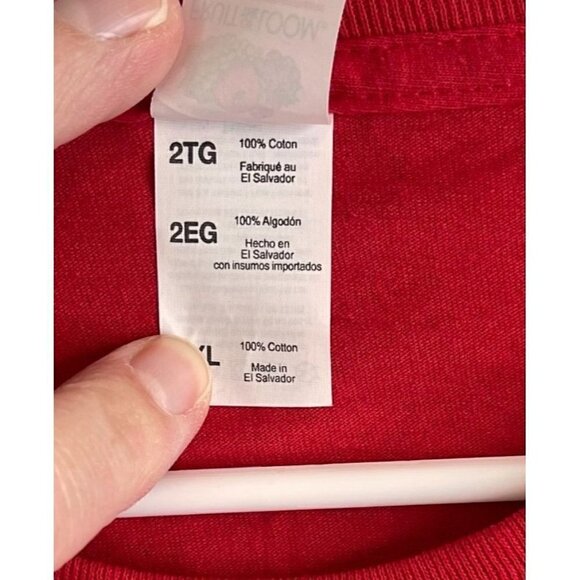 2TG
100% Coton
Fabriqué au
El Salvador
2EG
100% Algodón
Hecho en
El Salvador
con insumos importados
XL
100% Cotton
Made in
El Salvador